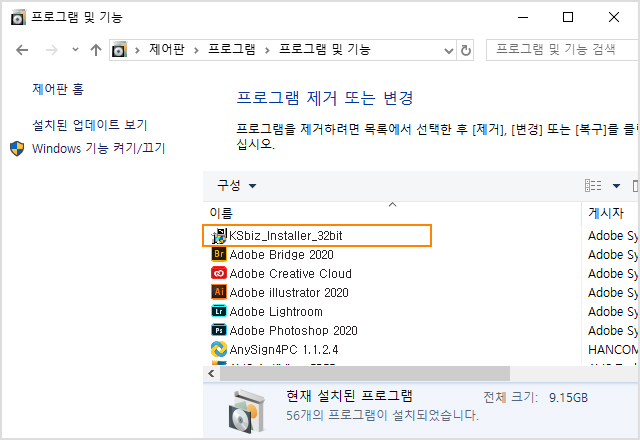 프로그램 및 기능
제어판 프로그램 프로그램 및 기능
프로그램 및 기능 검색
제어판 홈
설치된 업데이트 보기
Windows 기능 켜기/끄기
프로그램 제거 또는 변경
프로그램을 제거하려면 목록에서 선택한 후 [제거], [변경] 또는 [복구]를 클
십시오.
구성
이름 게시자
KSbiz_Installer_32bit Adobe Sy
Adobe Bridge 2020 Adobe Sy
Adobe Creative Cloud Adobe Sy
Adobe illustrator 2020 Adobe Sy
Adobe Lightroom Adobe Sy
Adobe Photoshop 2020 Adobe Sy
AnySign4PC 1.1.2.4 HANCOM
현재 설치된 프로그램 전체 크기: 9.15GB
56개의 프로그램이 설치되었습니다.